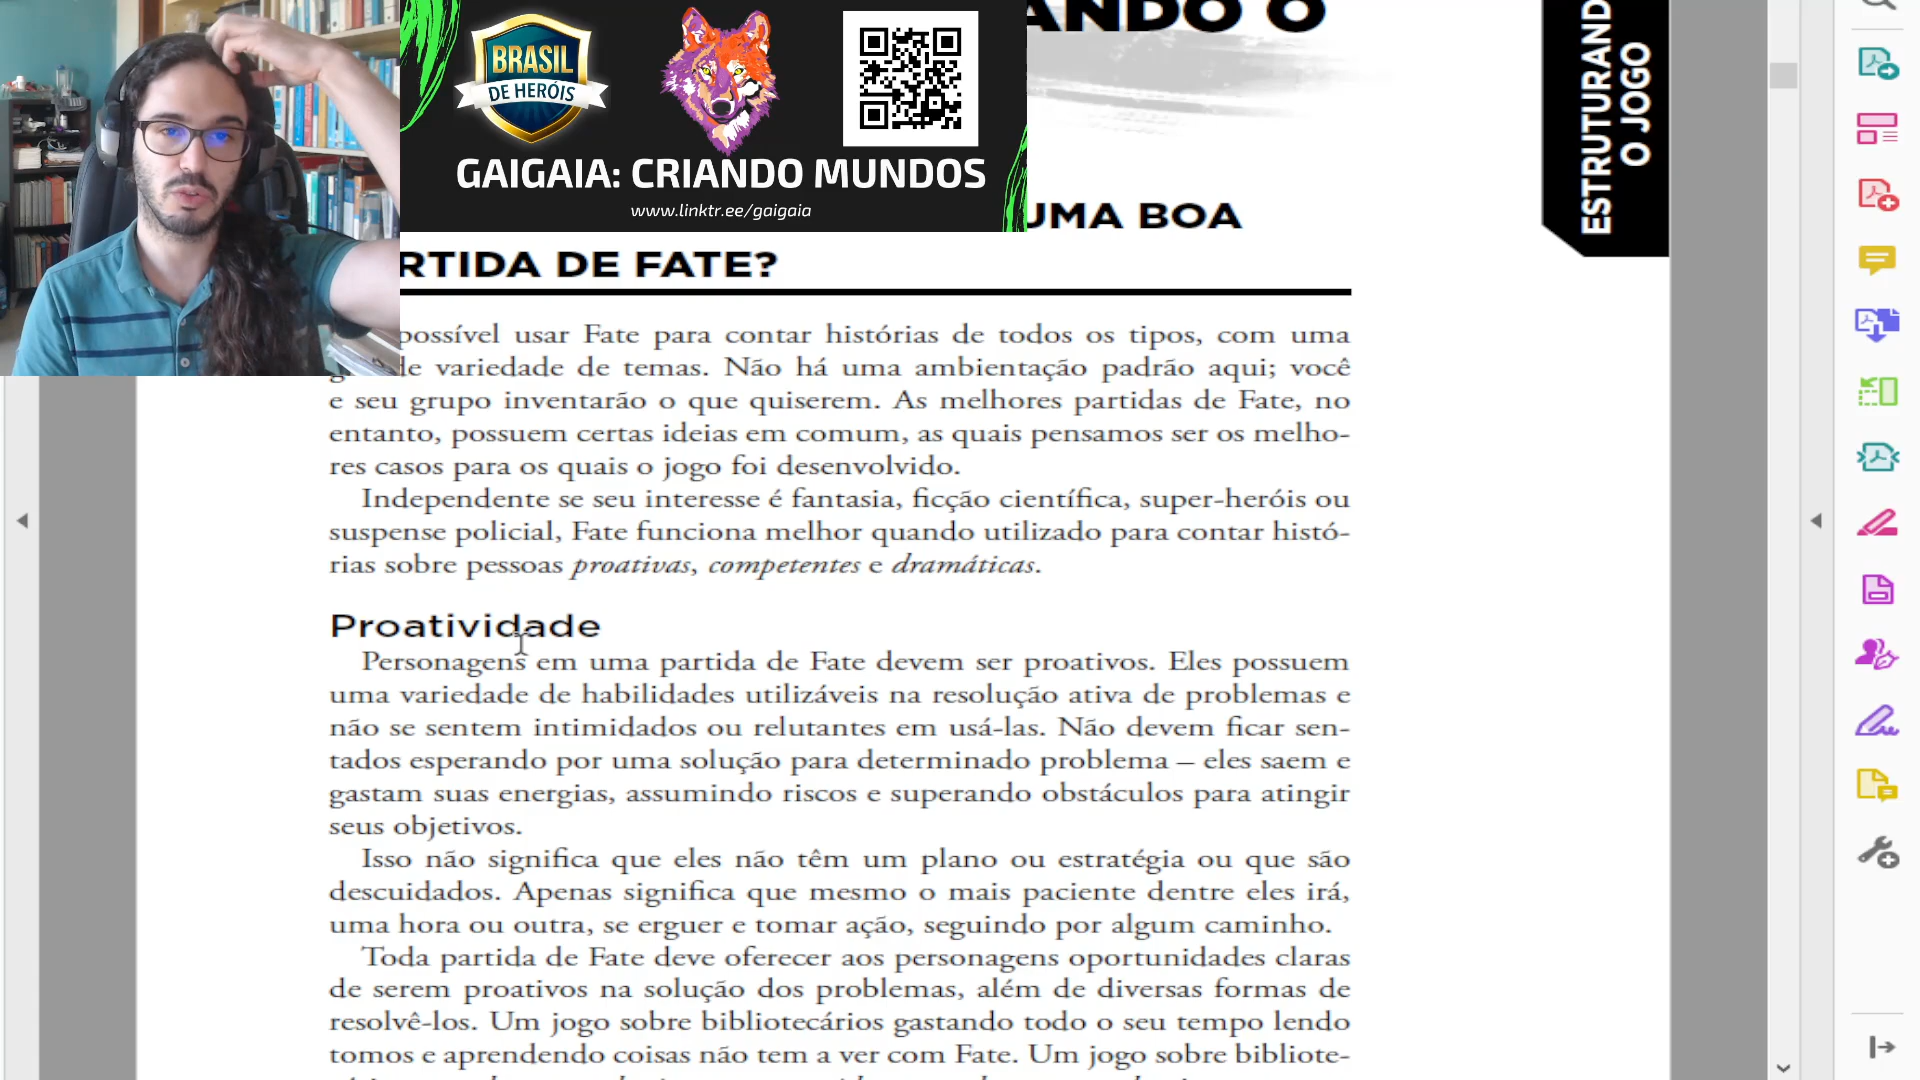 BRASIL
DE HERÓIS
GAIGAIA: CRIANDO MUNDOS
www.linktr.ee/gaigaia
ANDO O
ESTRUTURAND
O JOGO
UMA BOA
RTIDA DE FATE?
possível usar Fate para contar histórias de todos os tipos, com uma
de variedade de temas. Não há uma ambientação padrão aqui; você
e seu grupo inventarão o que quiserem. As melhores partidas de Fate, no
entanto, possuem certas ideias em comum, as quais pensamos ser os melho-
res casos para os quais o jogo foi desenvolvido.
Independente se seu interesse é fantasia, ficção científica, super-heróis ou
suspense policial, Fate funciona melhor quando utilizado para contar histó-
rias sobre pessoas proativas, competentes e dramáticas.
Proatividade
Personagens em uma partida de Fate devem ser proativos. Eles possuem
uma variedade de habilidades utilizáveis na resolução ativa de problemas e
não se sentem intimidados ou relutantes em usá-las. Não devem ficar sen-
tados esperando por uma solução para determinado problema – eles saem e
gastam suas energias, assumindo riscos e superando obstáculos para atingir
seus objetivos.
Isso não significa que eles não têm um plano ou estratégia ou que são
descuidados. Apenas significa que mesmo o mais paciente dentre eles irá,
uma hora ou outra, se erguer e tomar ação, seguindo por algum caminho.
Toda partida de Fate deve oferecer aos personagens oportunidades claras
de serem proativos na solução dos problemas, além de diversas formas de
resolvê-los. Um jogo sobre bibliotecários gastando todo o seu tempo lendo
tomos e aprendendo coisas não tem a ver com Fate. Um jogo sobre bibliote-